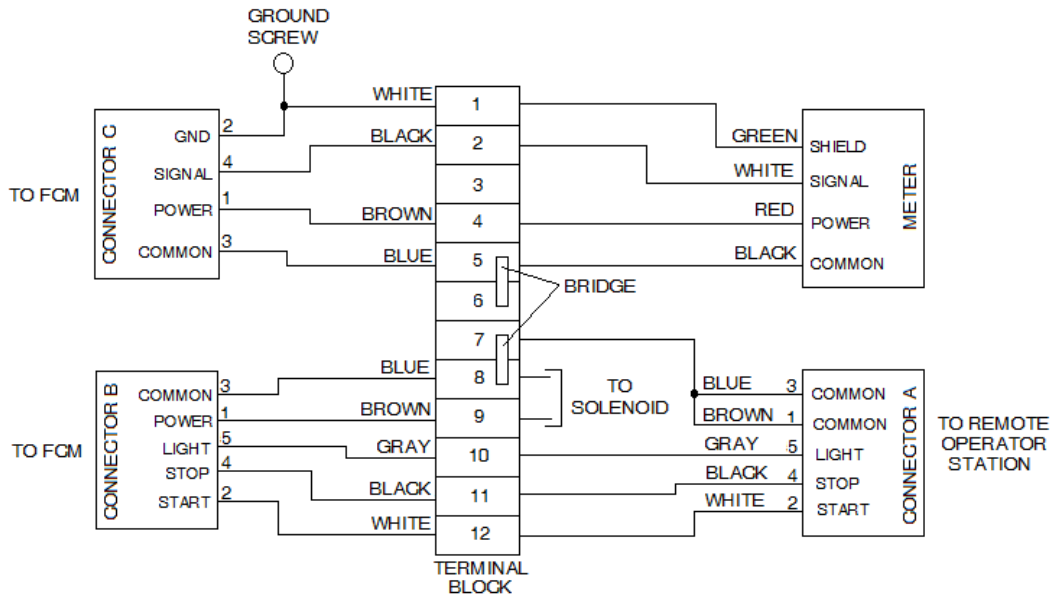 GROUND
SCREW
TO FCM
CONNECTOR C
GND
2
SIGNAL
4
POWER
1
COMMON
3
WHITE
BLACK
BROWN
BLUE
1
2
3
4
5
6
7
8
9
10
11
12
TERMINAL
BLOCK
BRIDGE
GREEN
WHITE
RED
BLACK
SHIELD
SIGNAL
POWER
COMMON
METER
TO FCM
CONNECTOR B
COMMON
3
POWER
1
LIGHT
5
STOP
4
START
2
BLUE
BROWN
GRAY
BLACK
WHITE
TO
SOLENOID
BLUE
3
COMMON
BROWN
1
COMMON
GRAY
5
LIGHT
BLACK
4
STOP
WHITE
2
START
CONNECTOR A
TO REMOTE
OPERATOR
STATION